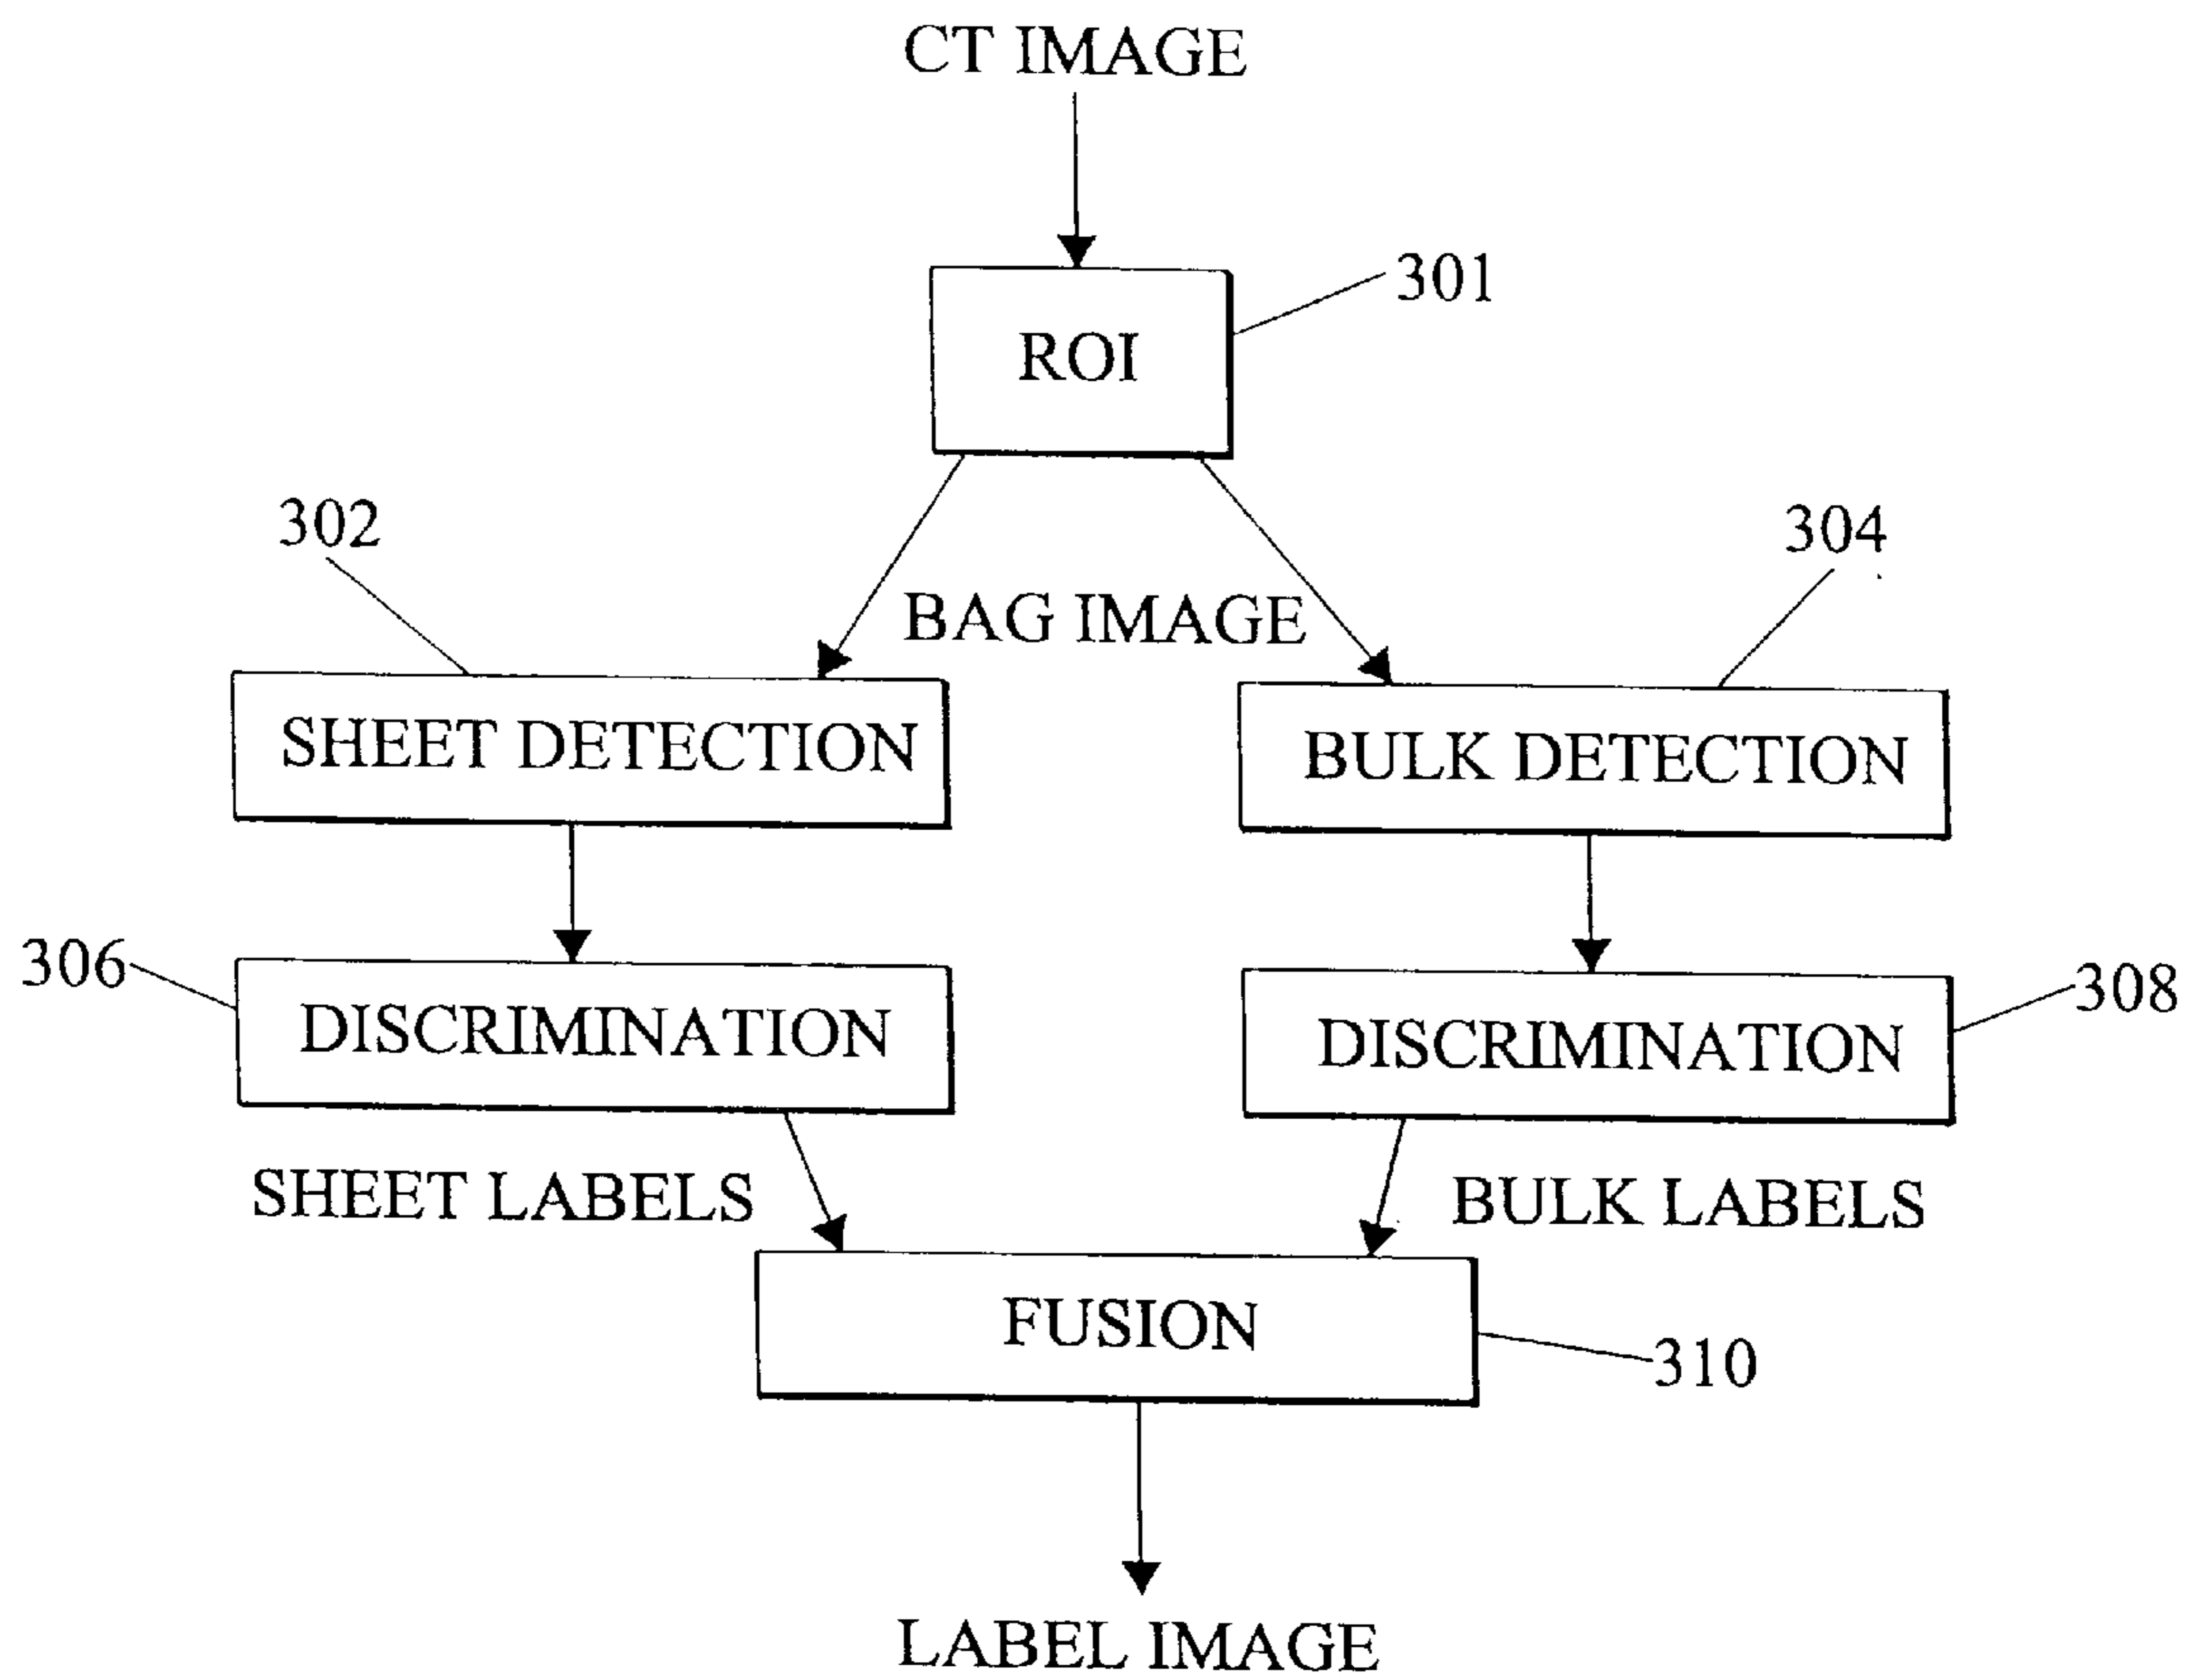 CT IMAGE
301
ROI
302
304
BAG IMAGE
SHEET DETECTION
BULK DETECTION
306
308
DISCRIMINATION
DISCRIMINATION
SHEET LABELS
BULK LABELS
FUSION
310
LABEL IMAGE